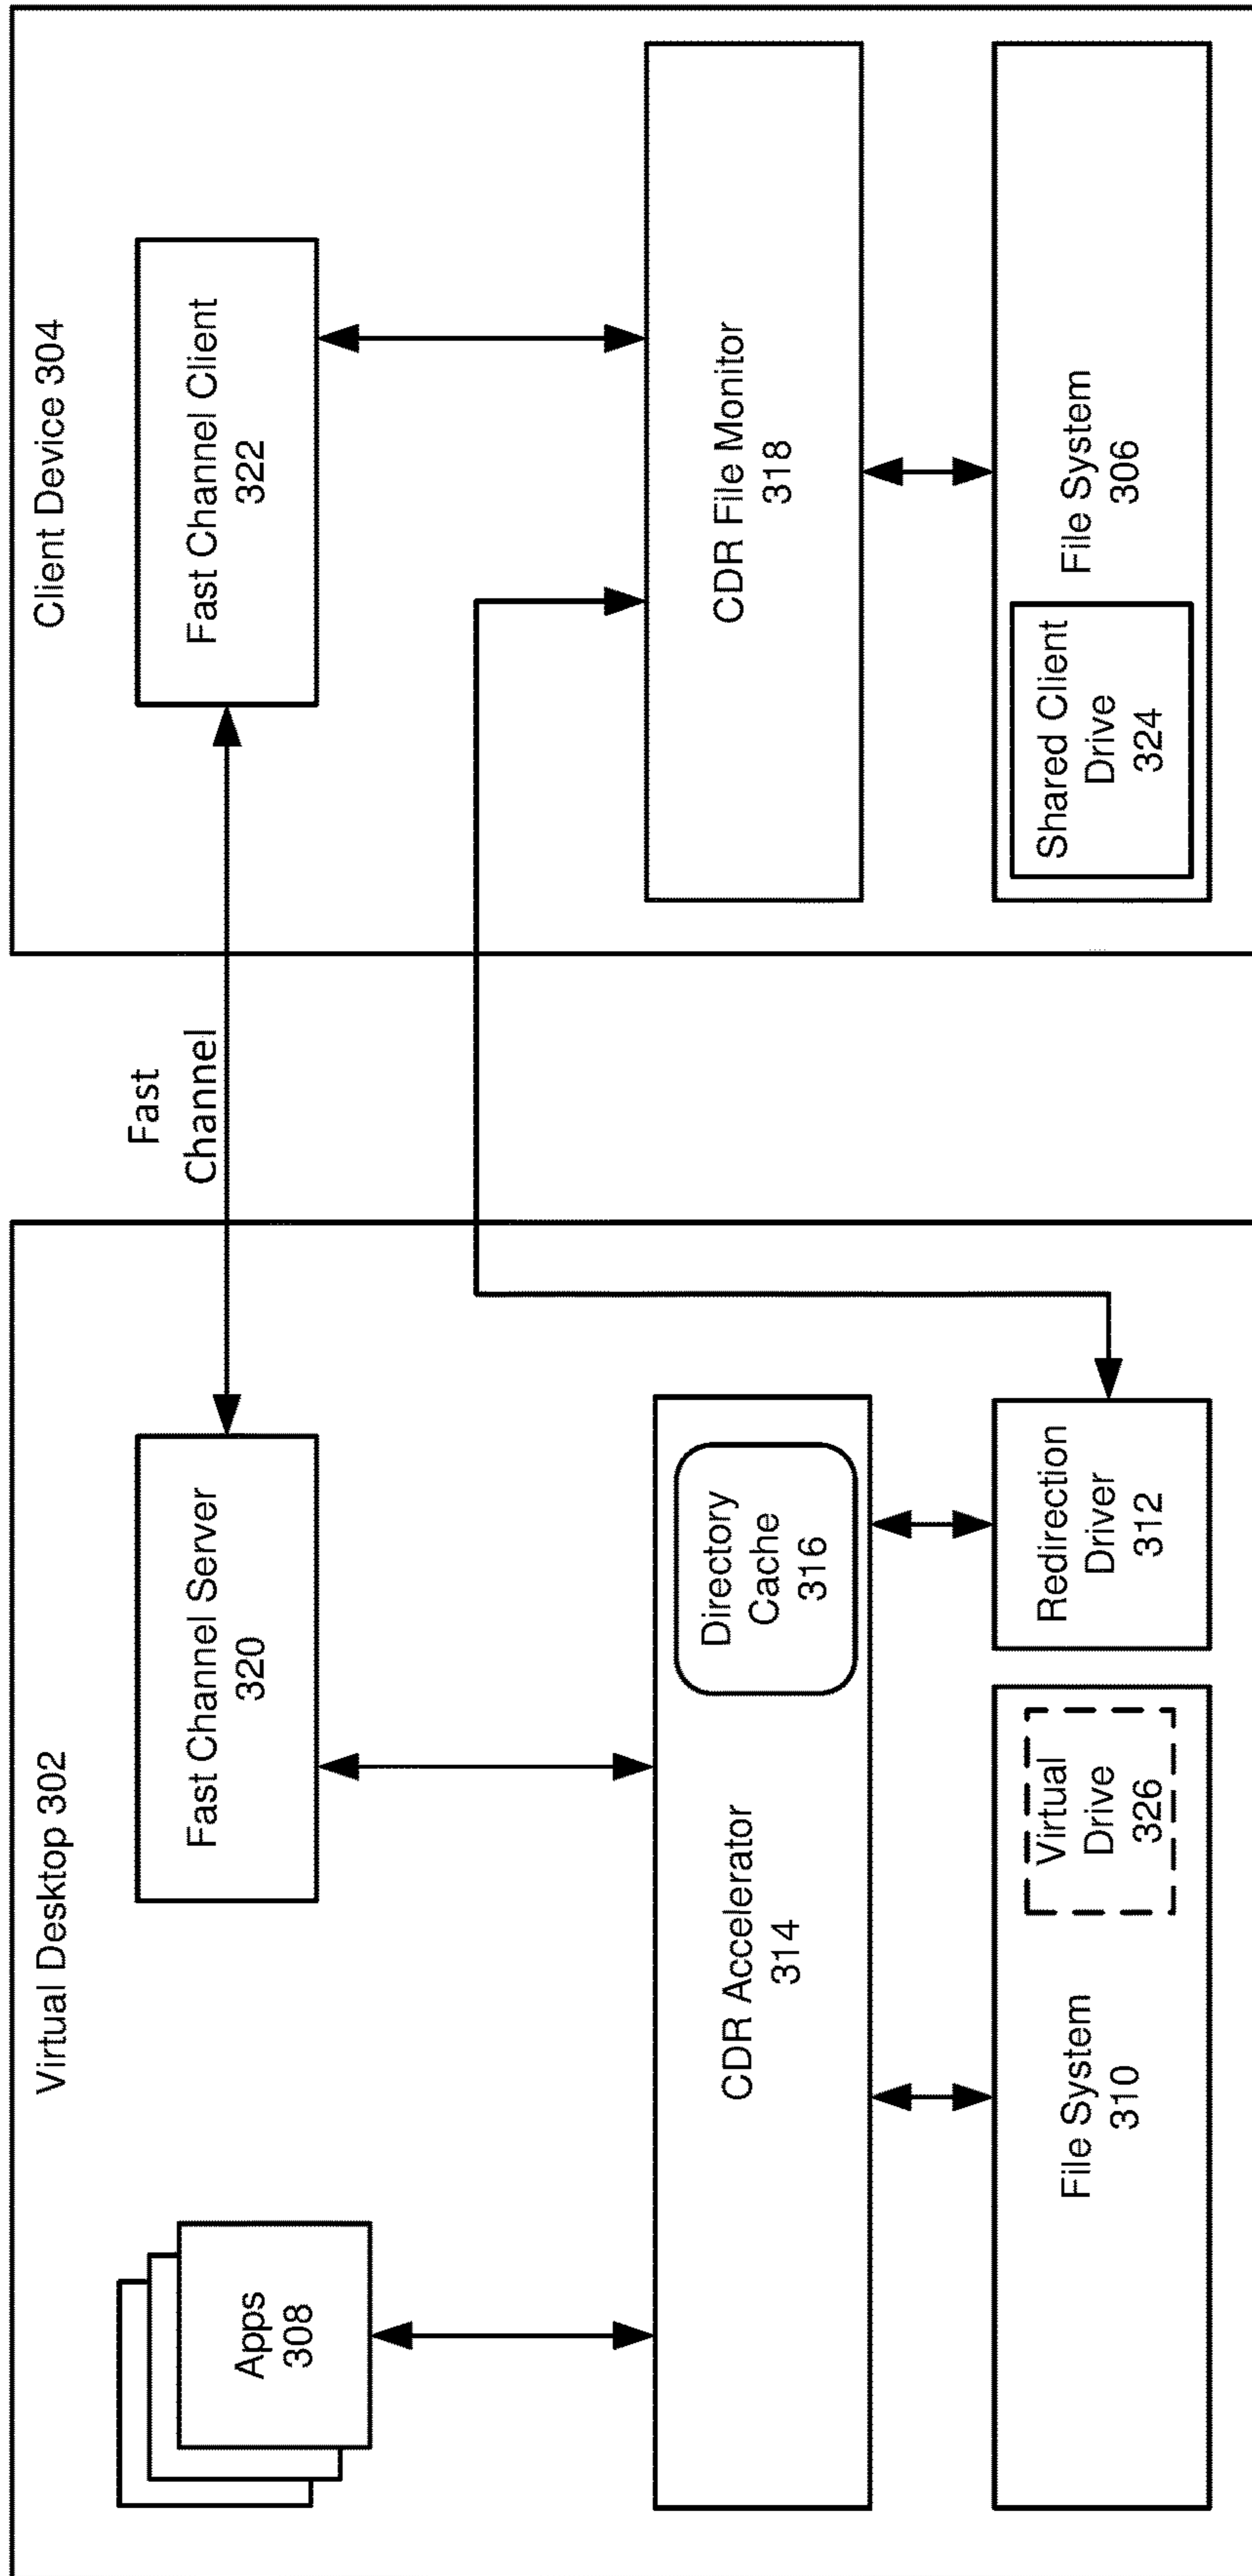 Virtual Desktop 302
Apps
308
Fast Channel Server
320
CDR Accelerator
314
Directory
Cache
316
File System
310
Virtual
Drive
326
Redirection
Driver
312
Fast
Channel
Client Device 304
Fast Channel Client
322
CDR File Monitor
318
Shared Client
Drive
324
File System
306